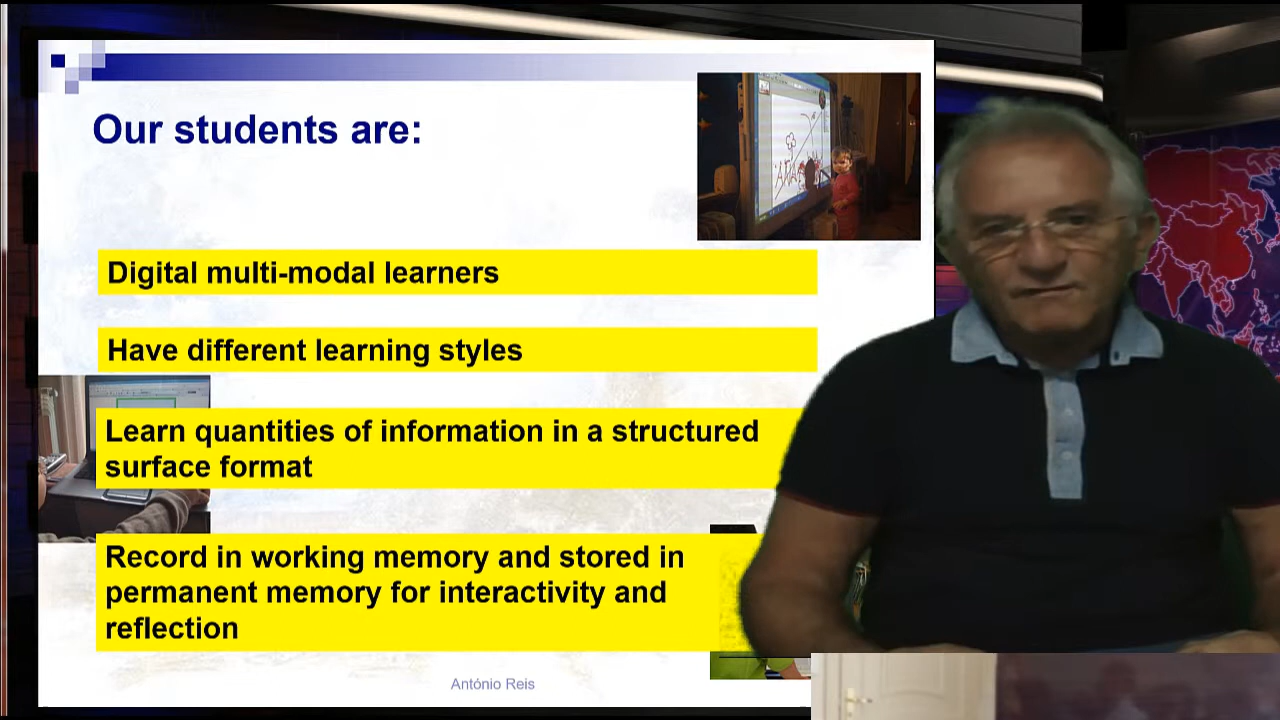 Our students are:
Digital multi-modal learners
Have different learning styles
Learn quantities of information in a structured
surface format
Record in working memory and stored in
permanent memory for interactivity and
reflection
António Reis